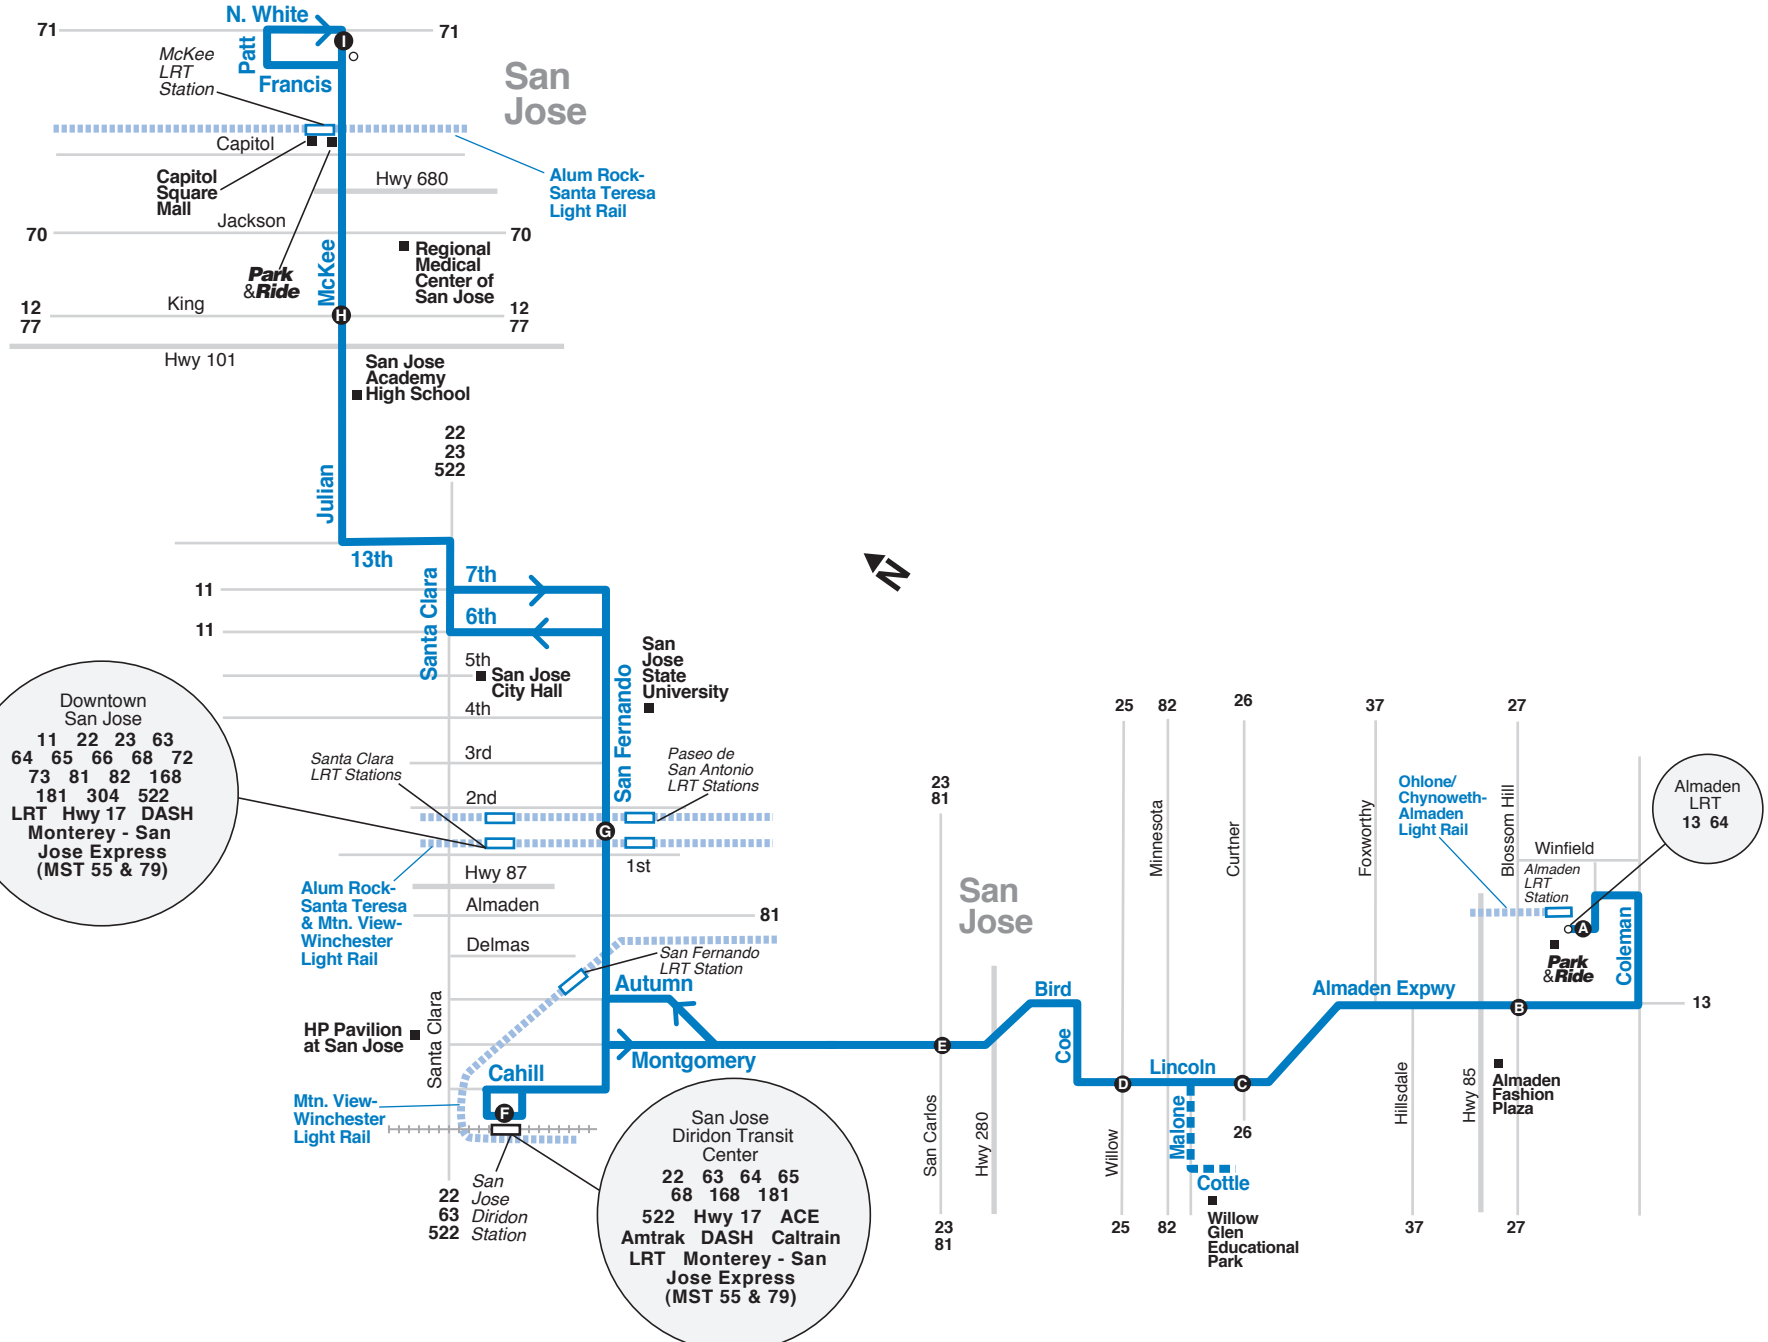 N. White
71
71
Patt
I
McKee
LRT
Station
Francis
San
Jose
Capitol
Capitol
Square
Mall
Hwy 680
Alum Rock-
Santa Teresa
Light Rail
Jackson
70
70
Regional
Medical
Center of
San Jose
McKee
Park
&Ride
King
12
77
H
12
77
Hwy 101
San Jose
Academy
High School
22
23
522
Julian
13th
Santa Clara
7th
11
6th
11
N
5th
San Jose
City Hall
San
Jose
State
University
4th
San Fernando
3rd
Santa Clara
LRT Stations
Paseo de
San Antonio
LRT Stations
2nd
G
1st
Downtown
San Jose
11 22 23 63
64 65 66 68 72
73 81 82 168
181 304 522
LRT Hwy 17 DASH
Monterey - San
Jose Express
(MST 55 & 79)
Hwy 87
Alum Rock-
Santa Teresa
& Mtn. View-
Winchester
Light Rail
Almaden
81
Delmas
San Fernando
LRT Station
Autumn
HP Pavilion
at San Jose
Santa Clara
Montgomery
Cahill
F
Mtn. View-
Winchester
Light Rail
San
Jose
Diridon
Station
22
63
522
San Jose
Diridon Transit
Center
22 63 64 65
68 168 181
522 Hwy 17 ACE
Amtrak DASH Caltrain
LRT Monterey - San
Jose Express
(MST 55 & 79)
23
81
San
Jose
E
San Carlos
23
81
Hwy 280
Bird
Coe
25
82
26
37
27
Minnesota
Curtner
Foxworthy
Blossom Hill
D
Lincoln
C
Willow
Malone
26
Cottle
25
82
Willow
Glen
Educational
Park
Almaden Expwy
Hillsdale
37
Hwy 85
B
Almaden
Fashion
Plaza
27
13
Ohlone/
Chynoweth-
Almaden
Light Rail
Winfield
Almaden
LRT
Station
A
Park
&Ride
Coleman
Almaden
LRT
13 64